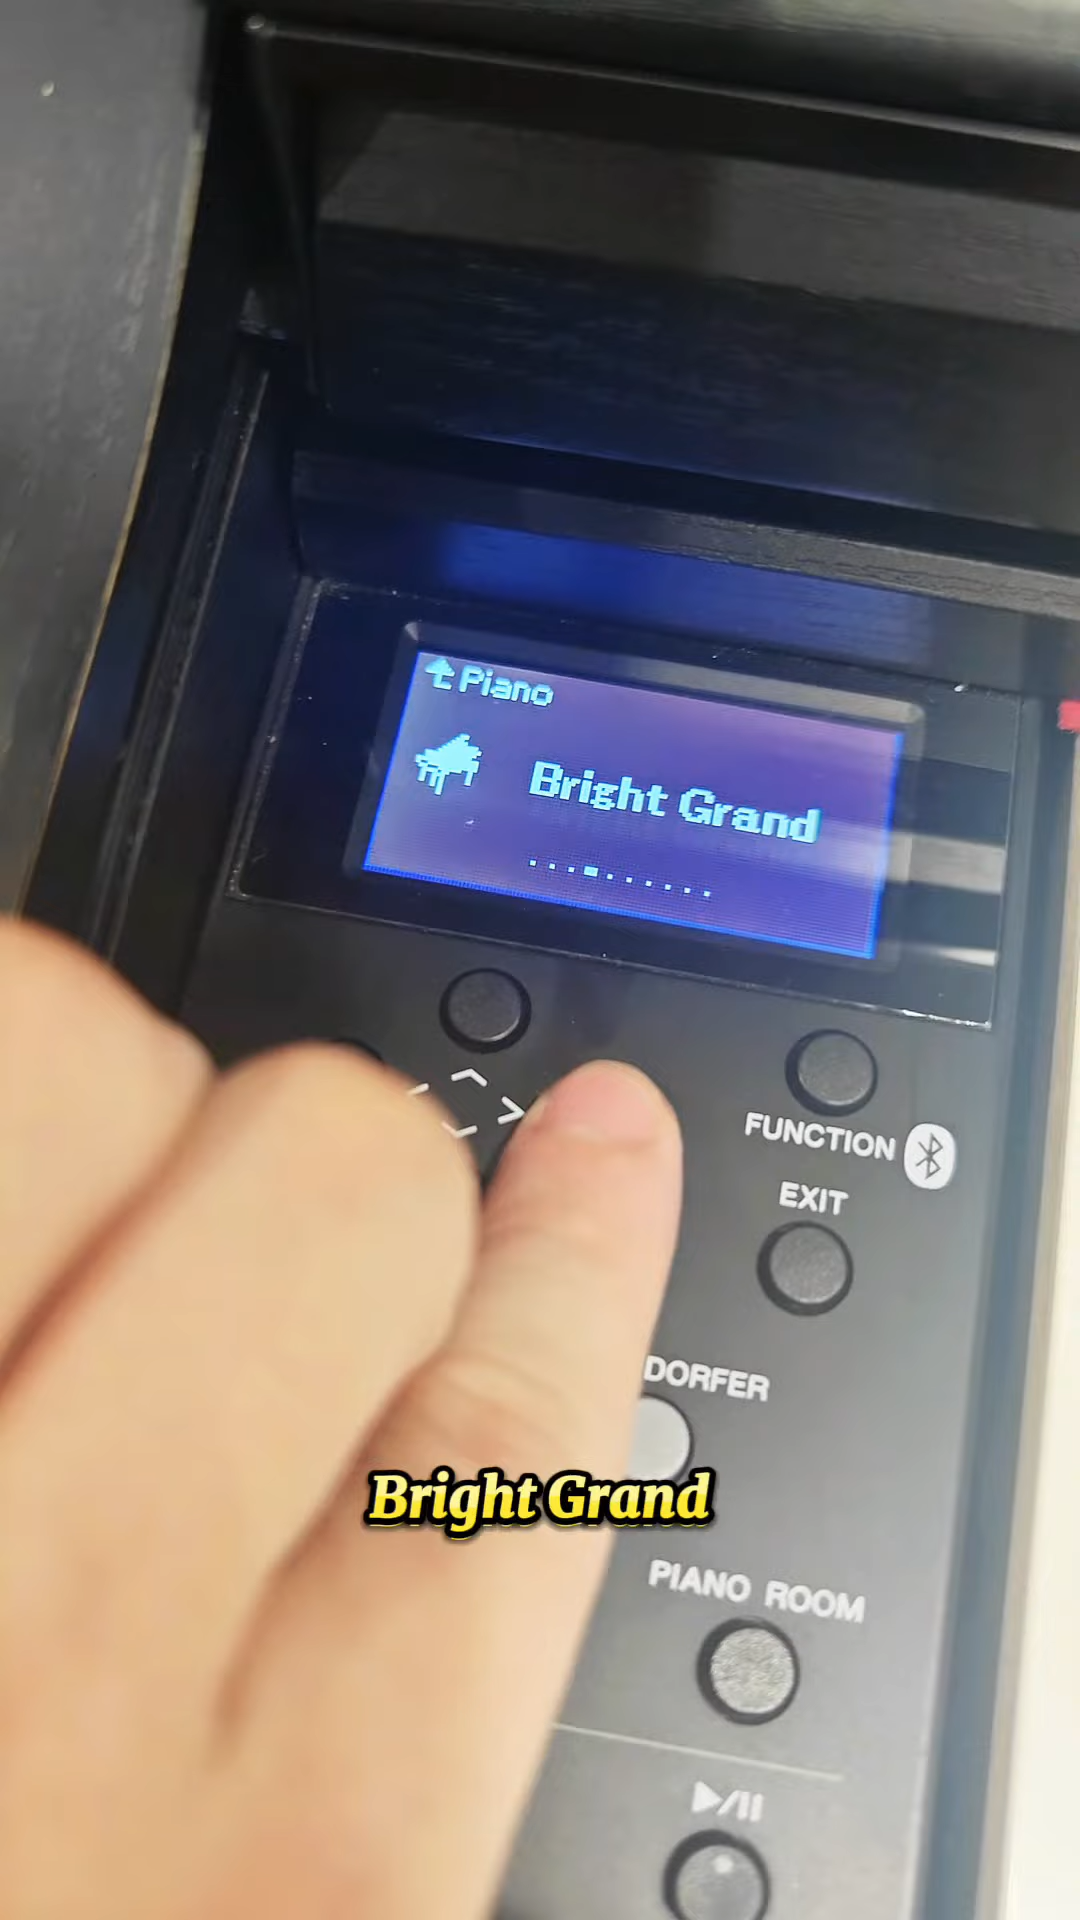 Piano
Bright Grand
FUNCTION
EXIT
DORFER
Bright Grand
PIANO ROOM